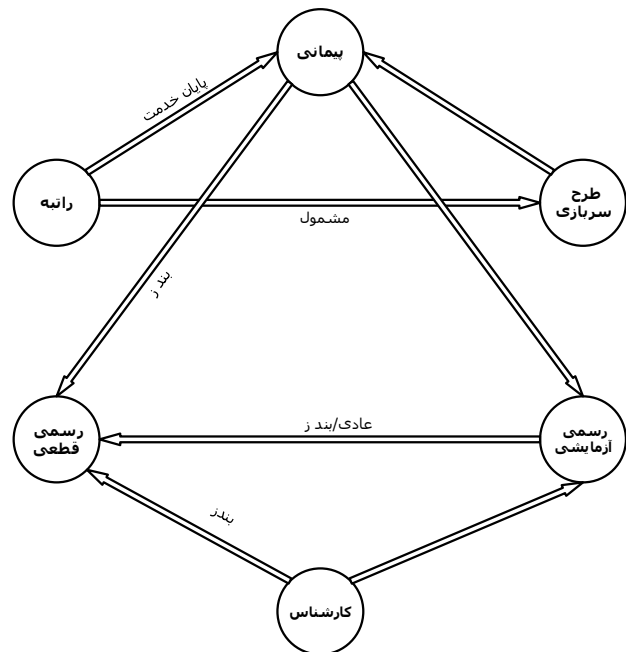 پیمانی
پایان خدمت
طرح
سربازی
راتبه
مشمول
بند ز
رسمی
قطعی
عادی/بند ز
رسمی
آزمایشی
بندز
کارشناس